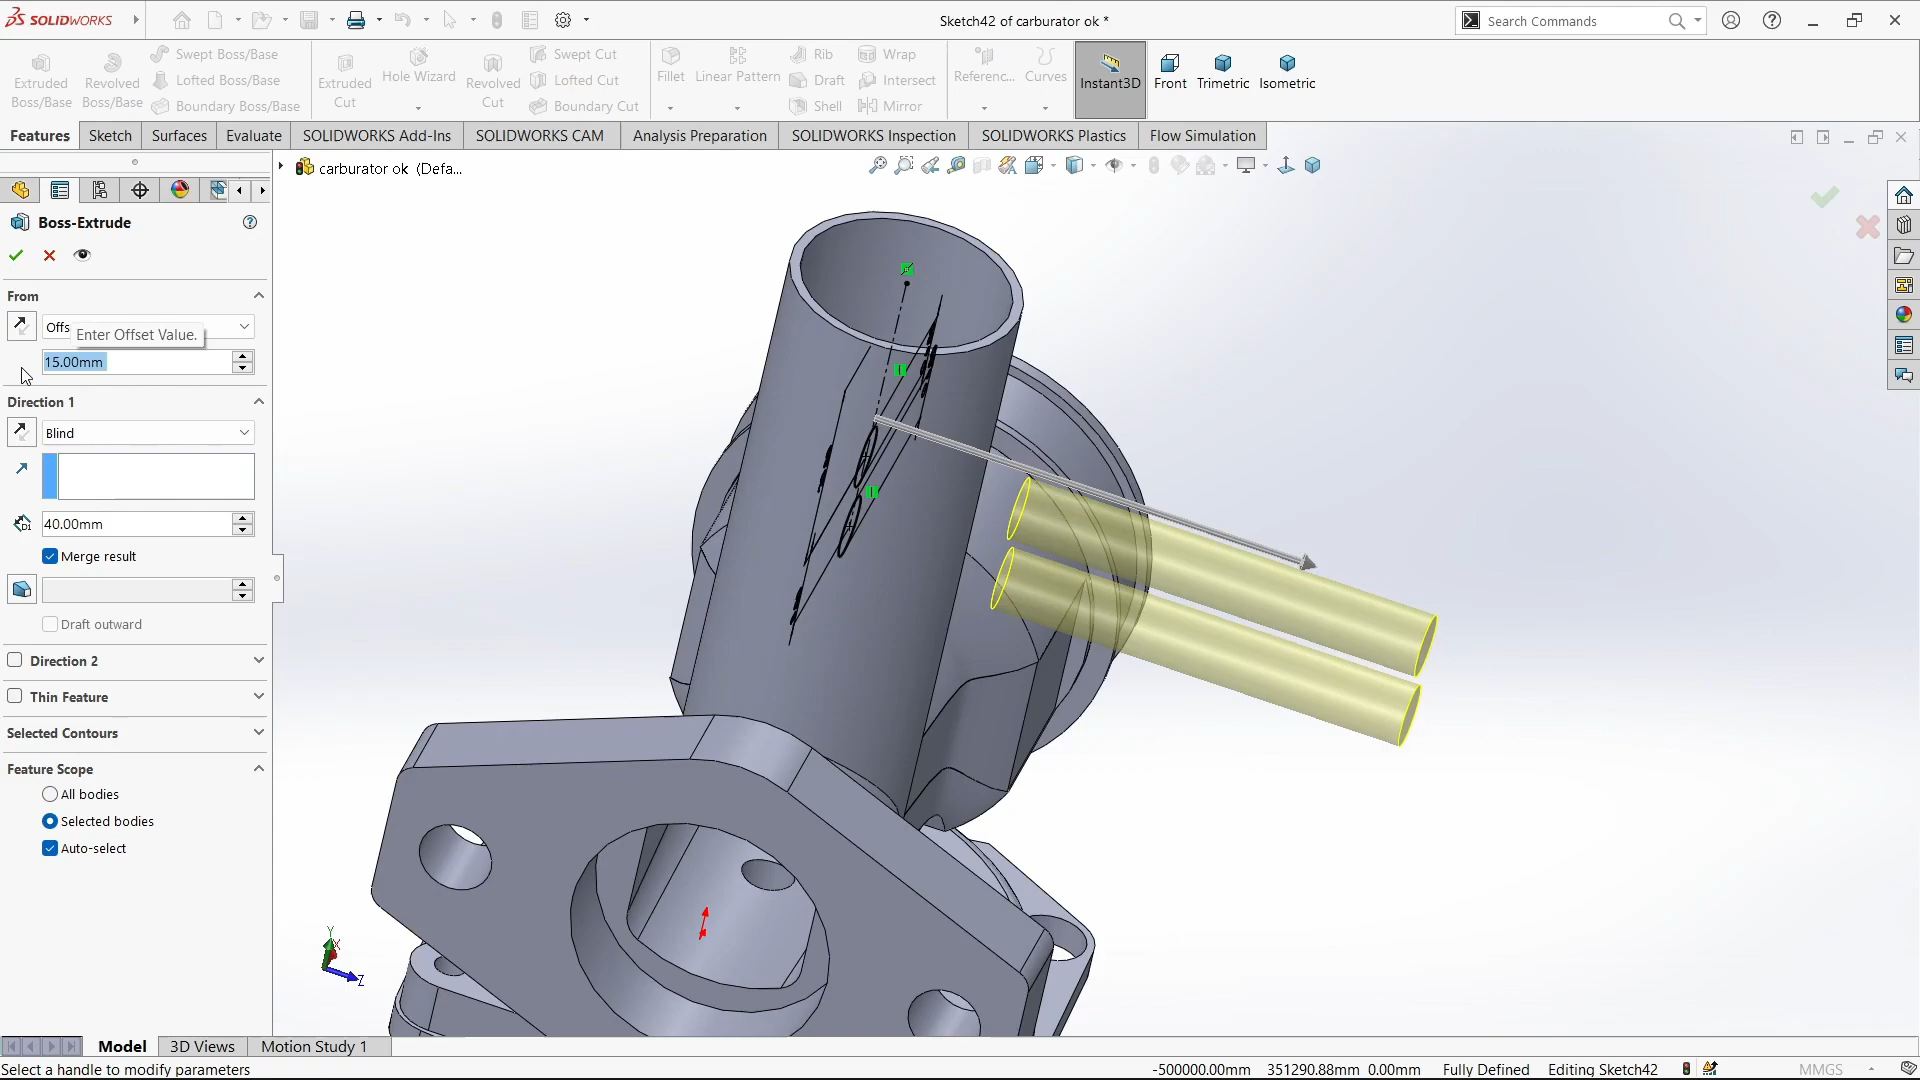 SOLIDWORKS
Sketch42 of carburator ok *
Search Commands
Extruded Boss/Base
Revolved Boss/Base
Swept Boss/Base
Lofted Boss/Base
Boundary Boss/Base
Extruded Cut
Hole Wizard
Revolved Cut
Swept Cut
Lofted Cut
Boundary Cut
Fillet
Linear Pattern
Rib
Draft
Shell
Wrap
Intersect
Mirror
Referenc...
Curves
Instant3D
Front
Trimetric
Isometric
Features
Sketch
Surfaces
Evaluate
SOLIDWORKS Add-Ins
SOLIDWORKS CAM
Analysis Preparation
SOLIDWORKS Inspection
SOLIDWORKS Plastics
Flow Simulation
carburator ok (Defa...
Boss-Extrude
From
Offs
Enter Offset Value.
15.00mm
Direction 1
Blind
40.00mm
Merge result
Draft outward
Direction 2
Thin Feature
Selected Contours
Feature Scope
All bodies
Selected bodies
Auto-select
Y
X
Z
Model
3D Views
Motion Study 1
Select a handle to modify parameters
-500000.00mm
351290.88mm
0.00mm
Fully Defined
Editing Sketch42
MMGS